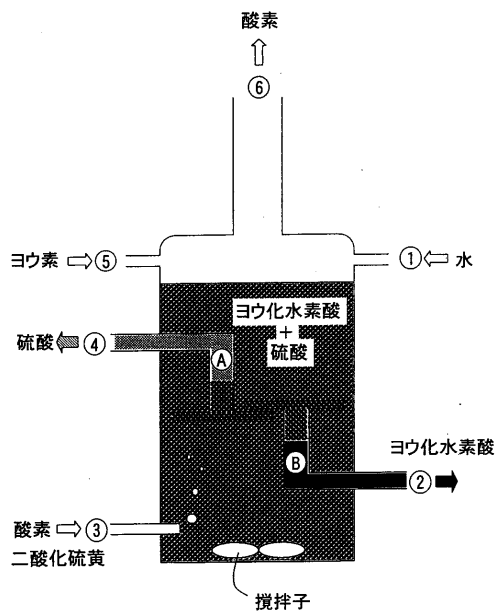 酸素
⑥
ヨウ素 ⑤
① 水
ヨウ化水素酸
+
硫酸
硫酸 ④
A
B
ヨウ化水素酸
②
酸素 ③
二酸化硫黄
撹拌子